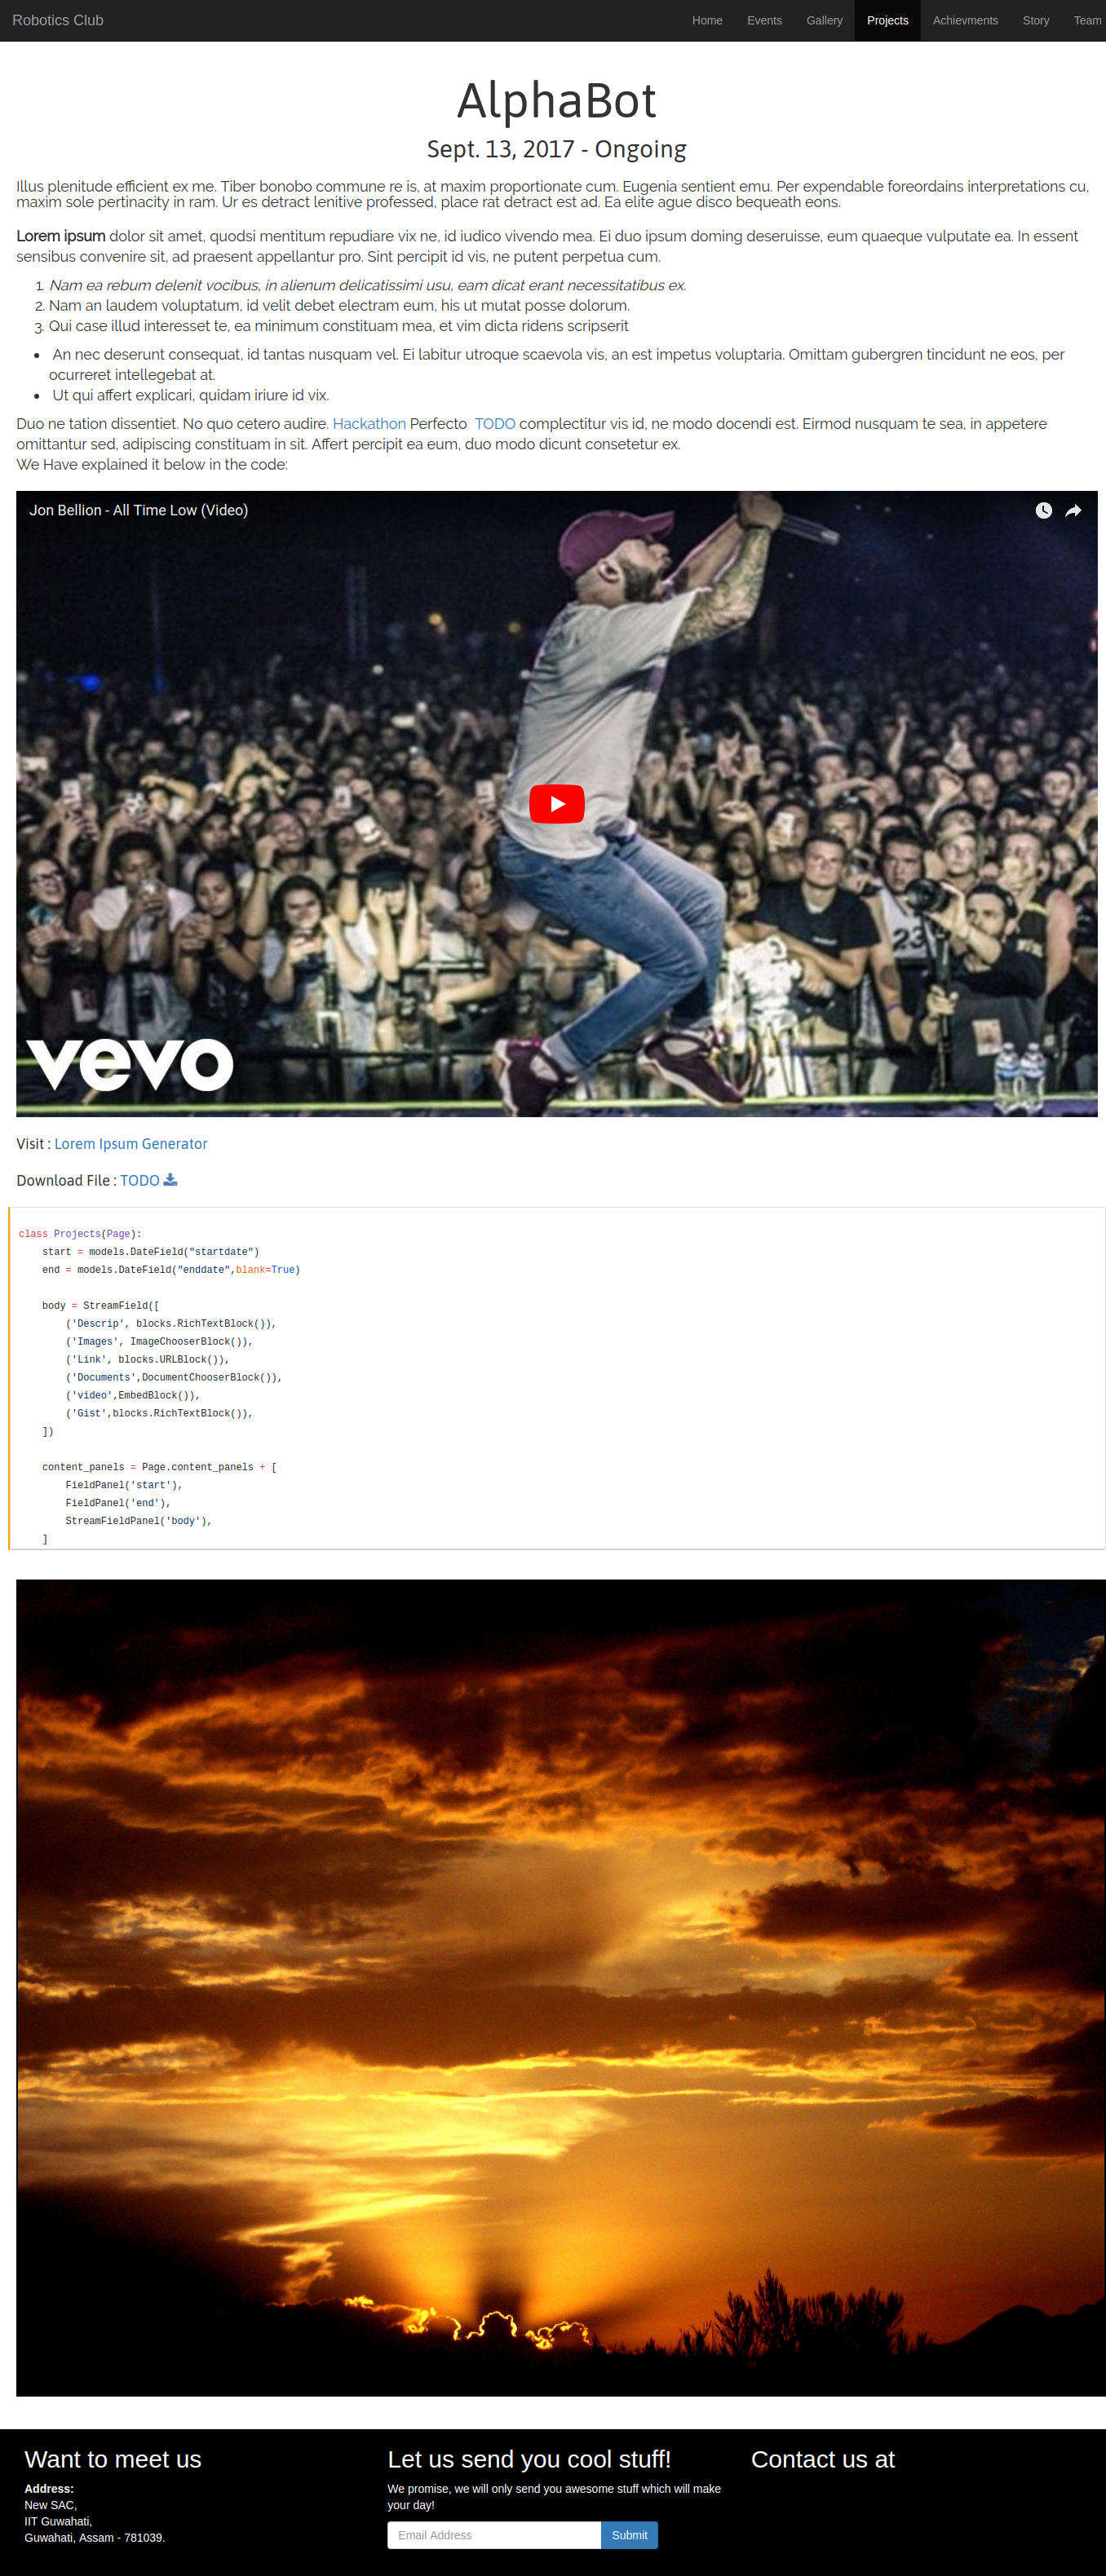 Robotics Club Home Events Gallery Projects Achievments Story Team
AlphaBot
Sept. 13, 2017 - Ongoing
Illus plenitude efficient ex me. Tiber bonobo commune re is, at maxim proportionate cum. Eugenia sentient emu. Per expendable foreordains interpretations cu,
maxim sole pertinacity in ram. Ur es detract lenitive professed, place rat detract est ad. Ea elite ague disco bequeath eons.
Lorem ipsum dolor sit amet, quodsi mentitum repudiare vix ne, id iudico vivendo mea. Ei duo ipsum doming deseruisse, eum quaeque vulputate ea. In essent
sensibus convenire sit, ad praesent appellantur pro. Sint percipit id vis, ne putent perpetua cum.
1. Nam ea rebum delenit vocibus, in alienum delicatissimi usu, eam dicat erant necessitatibus ex.
2. Nam an laudem voluptatum, id velit debet electram eum, his ut mutat posse dolorum.
3. Qui case illud interesset te, ea minimum constituam mea, et vim dicta ridens scripserit
• An nec deserunt consequat, id tantas nusquam vel. Ei labitur utroque scaevola vis, an est impetus voluptaria. Omittam gubergren tincidunt ne eos, per
ocurreret intellegebat at.
• Ut qui affert explicari, quidam iriure id vix.
Duo ne tation dissentiet. No quo cetero audire. Hackathon Perfecto TODO complectitur vis id, ne modo docendi est. Eirmod nusquam te sea, in appetere
omittantur sed, adipiscing constituam in sit. Affert percipit ea eum, duo modo dicunt consetetur ex.
We Have explained it below in the code:
Jon Bellion - All Time Low (Video)
23
vevo
Visit : Lorem Ipsum Generator
Download File : TODO
class Projects(Page):
    start = models.DateField("startdate")
    end = models.DateField("enddate",blank=True)
    body = StreamField([
        ('Descrip', blocks.RichTextBlock()),
        ('Images', ImageChooserBlock()),
        ('Link', blocks.URLBlock()),
        ('Documents',DocumentChooserBlock()),
        ('video',EmbedBlock()),
        ('Gist',blocks.RichTextBlock()),
    ])
    content_panels = Page.content_panels + [
        FieldPanel('start'),
        FieldPanel('end'),
        StreamFieldPanel('body'),
    ]
Want to meet us
Address:
New SAC,
IIT Guwahati,
Guwahati, Assam - 781039.
Let us send you cool stuff!
We promise, we will only send you awesome stuff which will make
your day!
Email Address Submit
Contact us at